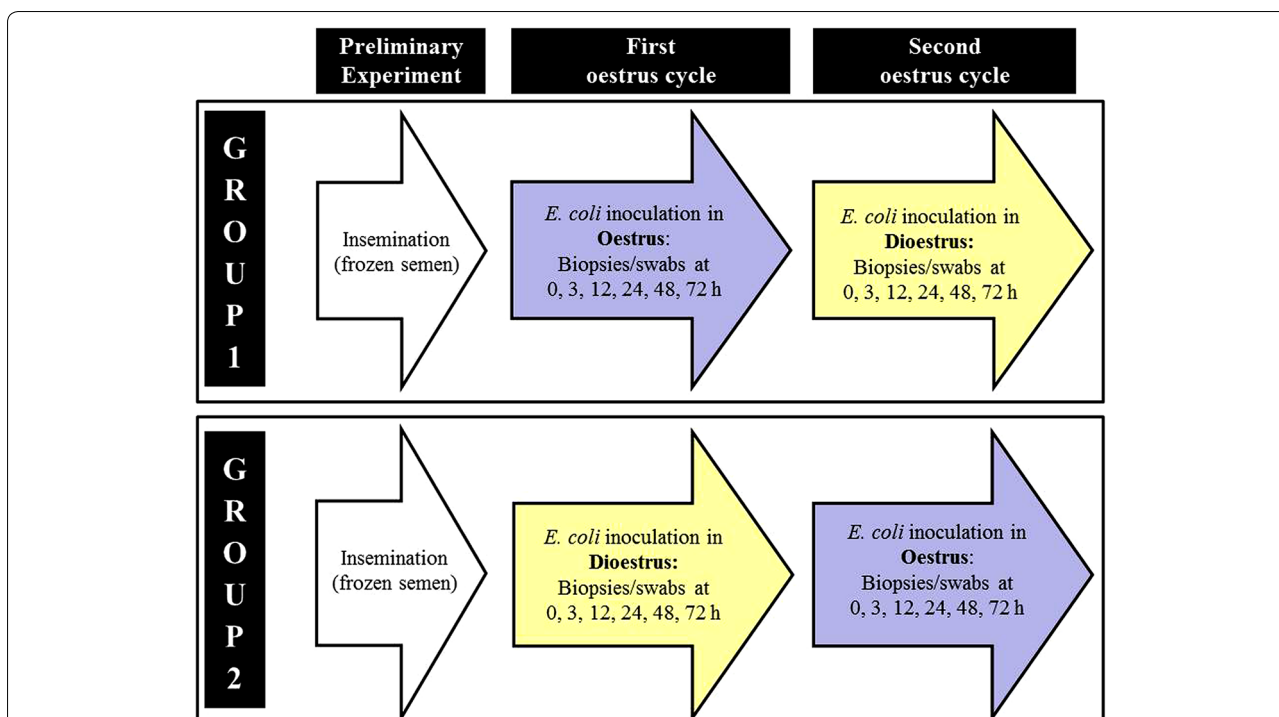 Preliminary
Experiment
First
oestrus cycle
Second
oestrus cycle
GROUP1
Insemination
(frozen semen)
E. coli inoculation in
Oestrus:
Biopsies/swabs at
0, 3, 12, 24, 48, 72 h
E. coli inoculation in
Dioestrus:
Biopsies/swabs at
0, 3, 12, 24, 48, 72 h
GROUP2
Insemination
(frozen semen)
E. coli inoculation in
Dioestrus:
Biopsies/swabs at
0, 3, 12, 24, 48, 72 h
E. coli inoculation in
Oestrus:
Biopsies/swabs at
0, 3, 12, 24, 48, 72 h